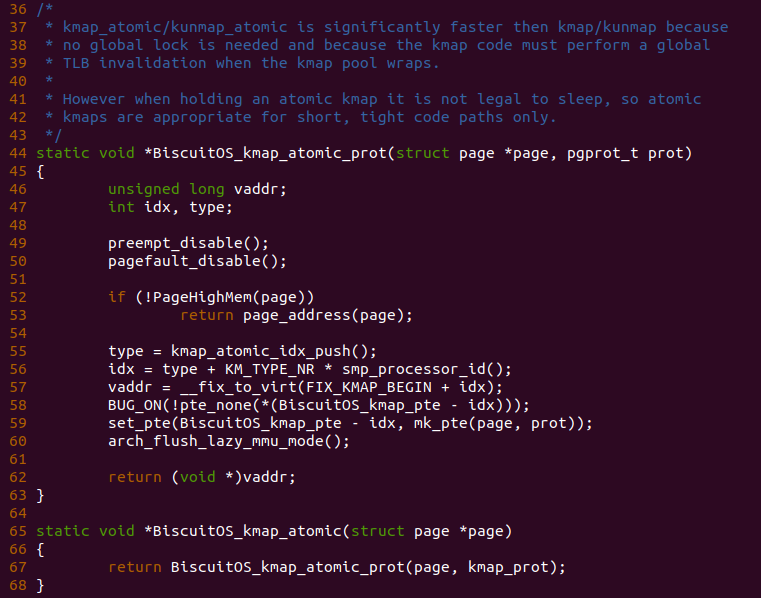 36 /*
37  * kmap_atomic/kunmap_atomic is significantly faster then kmap/kunmap because
38  * no global lock is needed and because the kmap code must perform a global
39  * TLB invalidation when the kmap pool wraps.
40  *
41  * However when holding an atomic kmap it is not legal to sleep, so atomic
42  * kmaps are appropriate for short, tight code paths only.
43  */
44 static void *BiscuitOS_kmap_atomic_prot(struct page *page, pgprot_t prot)
45 {
46         unsigned long vaddr;
47         int idx, type;
48
49         preempt_disable();
50         pagefault_disable();
51
52         if (!PageHighMem(page))
53                 return page_address(page);
54
55         type = kmap_atomic_idx_push();
56         idx = type + KM_TYPE_NR * smp_processor_id();
57         vaddr = __fix_to_virt(FIX_KMAP_BEGIN + idx);
58         BUG_ON(!pte_none(*(BiscuitOS_kmap_pte - idx)));
59         set_pte(BiscuitOS_kmap_pte - idx, mk_pte(page, prot));
60         arch_flush_lazy_mmu_mode();
61
62         return (void *)vaddr;
63 }
64
65 static void *BiscuitOS_kmap_atomic(struct page *page)
66 {
67         return BiscuitOS_kmap_atomic_prot(page, kmap_prot);
68 }